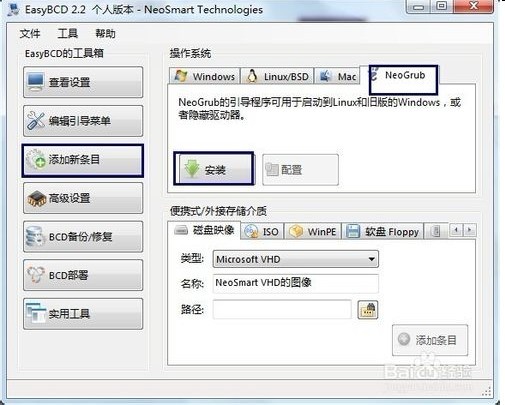 EasyBCD 2.2 个人版本 - NeoSmart Technologies
文件 工具 帮助
EasyBCD的工具箱
查看设置
编辑引导菜单
添加新条目
高级设置
BCD备份/修复
BCD部署
实用工具
操作系统
Windows Linux/BSD Mac NeoGrub
NeoGrub的引导程序可用于启动到Linux和旧版的Windows，或
者隐藏驱动器。
安装 配置
便携式/外接存储介质
磁盘映像 ISO WinPE 软盘 Floppy
类型: Microsoft VHD
名称: NeoSmart VHD的图像
路径:
添加条目
Baidu经验